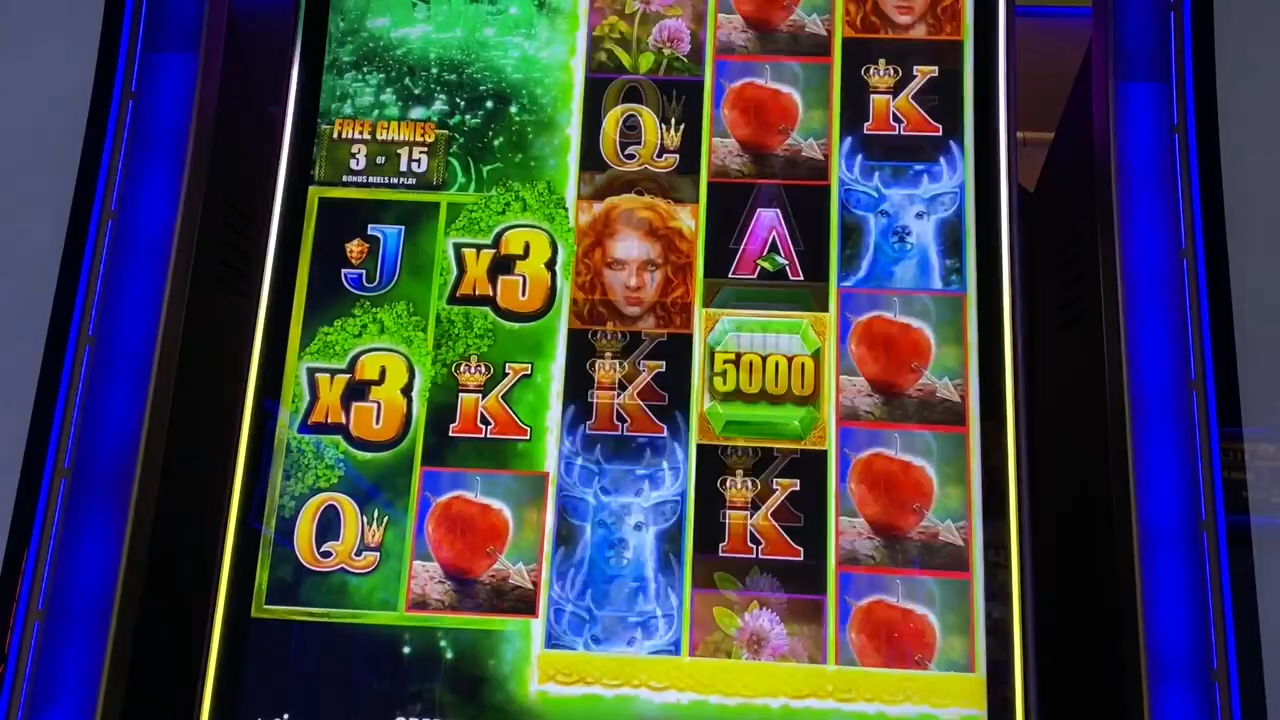 FREE GAMES
3 OF 15
BONUS REELS IN PLAY
Q
K
J
X3
A
X3
K
K
5000
Q
K